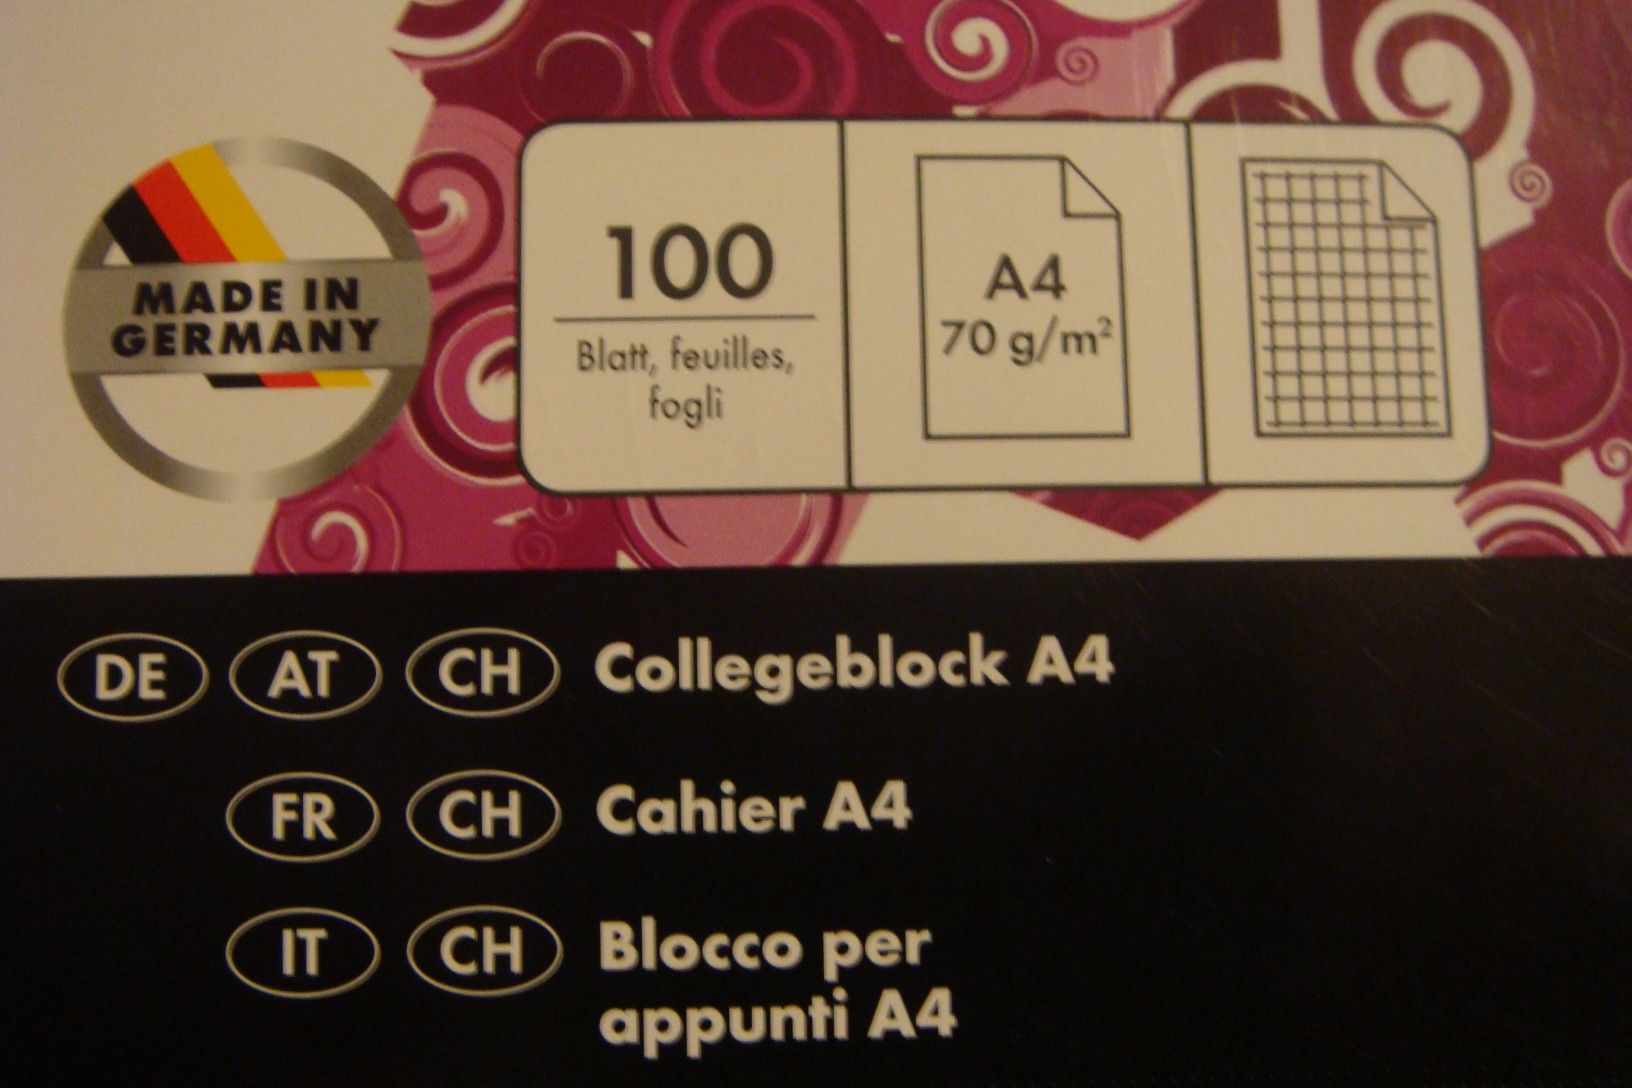 MADE IN
GERMANY
100
Blatt, feuilles,
fogli
A4
70 g/m²
DE AT CH Collegeblock A4
FR CH Cahier A4
IT CH Blocco per
appunti A4